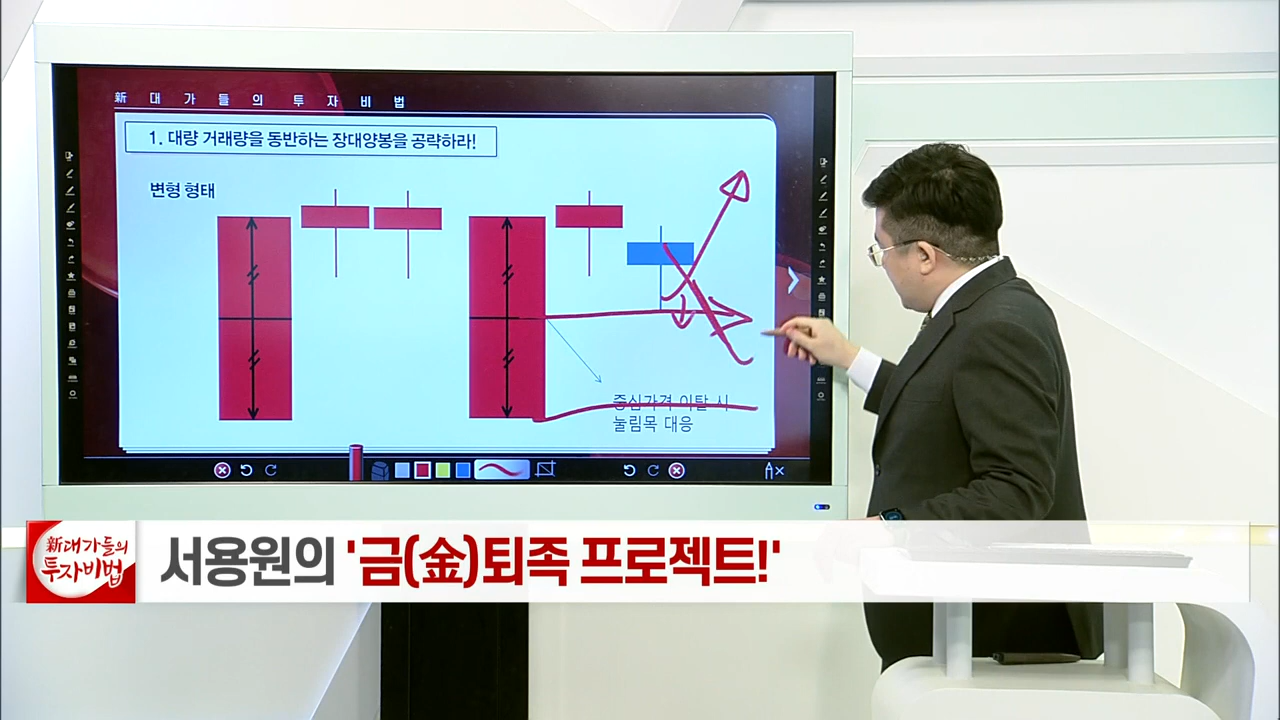 新 대 가 들 의 투 자 비 법
1. 대량 거래량을 동반하는 장대양봉을 공략하라!
변형 형태
중심가격 이탈 시
눌림목 대응
新 대가들의
투자비법
서용원의 '금(金)퇴족 프로젝트!'